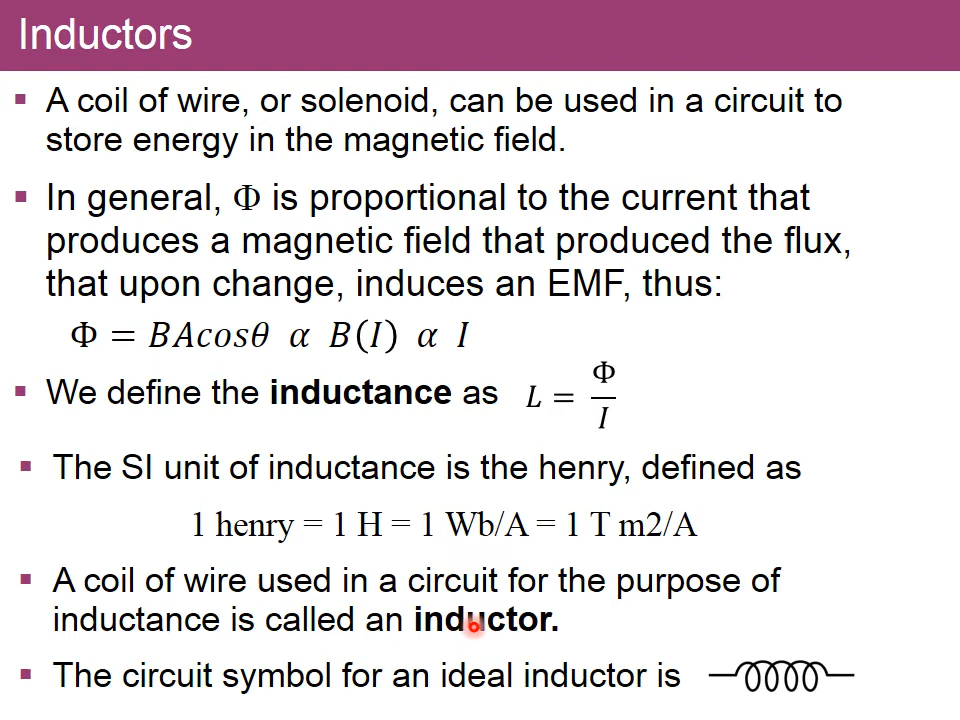 Inductors
A coil of wire, or solenoid, can be used in a circuit to
store energy in the magnetic field.
In general, Φ is proportional to the current that
produces a magnetic field that produced the flux,
that upon change, induces an EMF, thus:
Φ = BAcosθ α B(I) α I
We define the inductance as L = Φ/I
The SI unit of inductance is the henry, defined as
1 henry = 1 H = 1 Wb/A = 1 T m2/A
A coil of wire used in a circuit for the purpose of
inductance is called an inductor.
The circuit symbol for an ideal inductor is